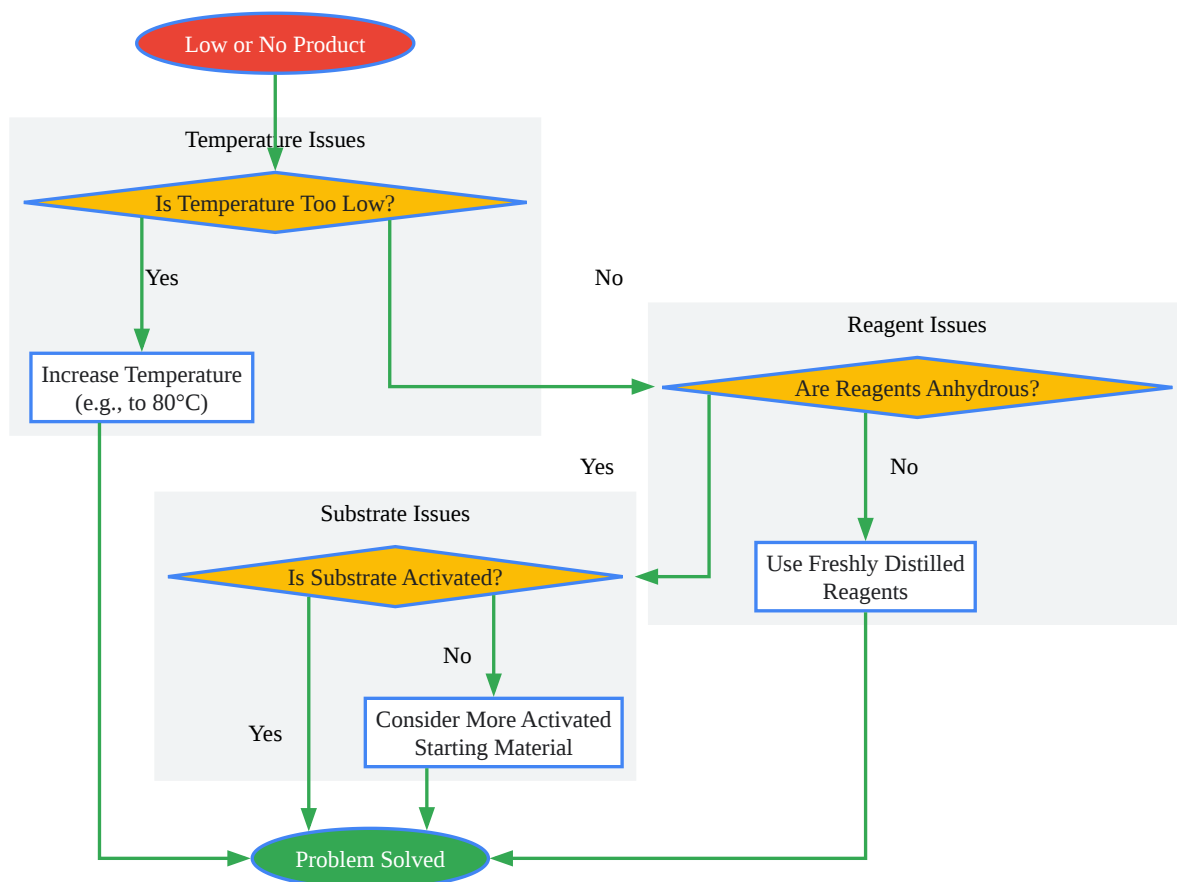 Low or No Product
Temperature Issues
Is Temperature Too Low?
Yes
No
Increase Temperature
(e.g., to 80°C)
Reagent Issues
Are Reagents Anhydrous?
Yes
No
Use Freshly Distilled
Reagents
Substrate Issues
Is Substrate Activated?
No
Yes
Consider More Activated
Starting Material
Problem Solved